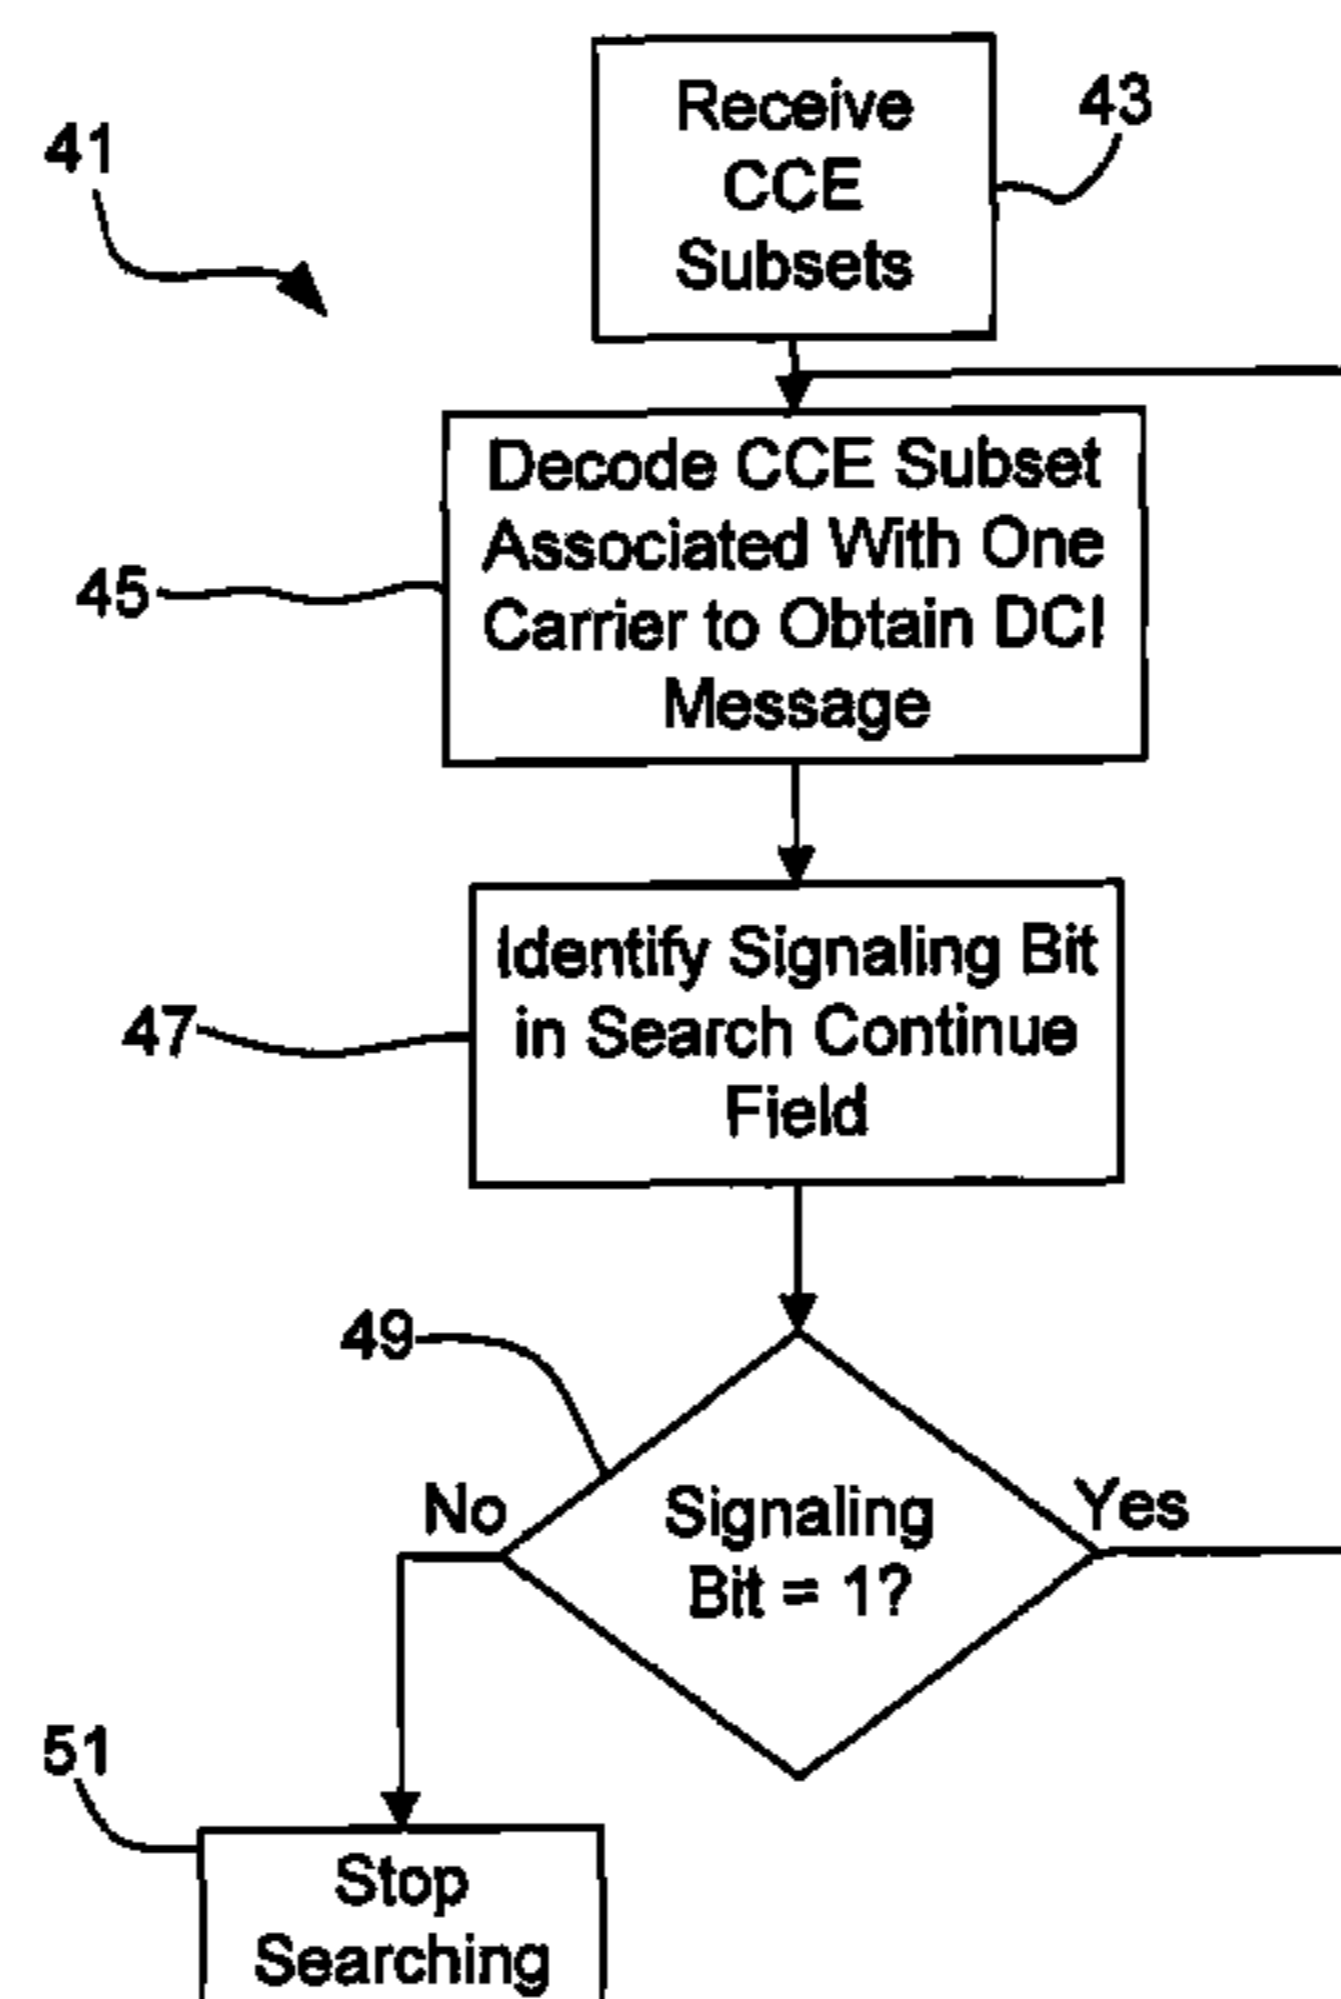 Receive
CCE
Subsets
43
41
Decode CCE Subset
Associated With One
Carrier to Obtain DCI
Message
45
Identify Signaling Bit
in Search Continue
Field
47
49
No
Signaling
Bit = 1?
Yes
51
Stop
Searching